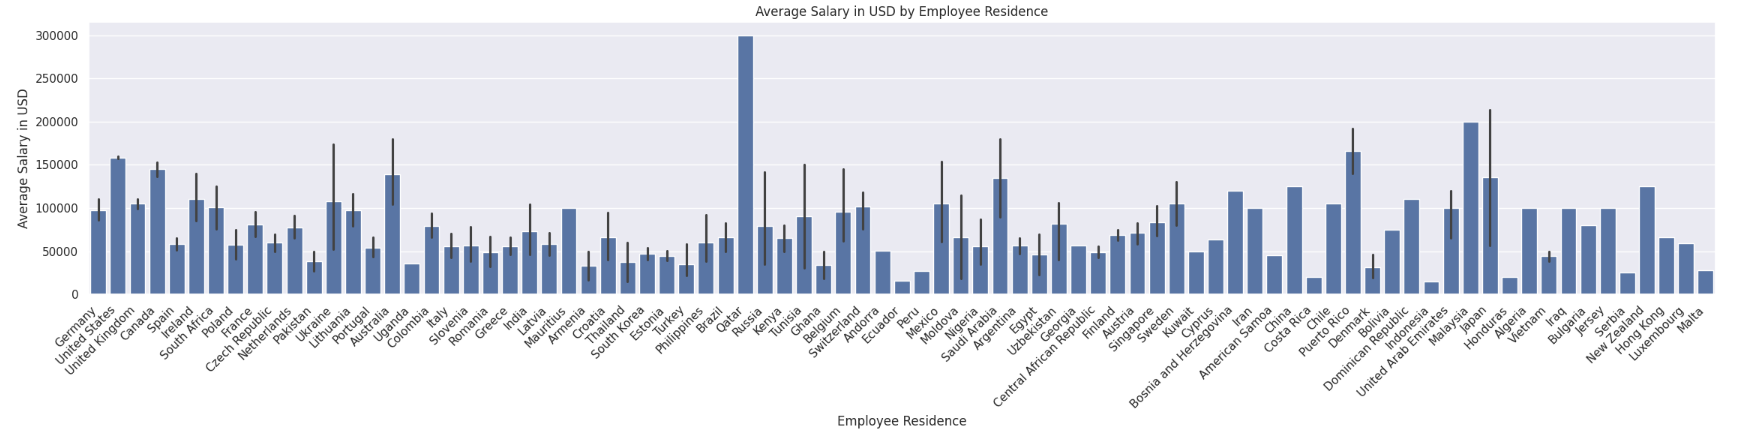 Average Salary in USD by Employee Residence
Average Salary in USD
300000
250000
200000
150000
100000
50000
0
Germany
United States
United Kingdom
Canada
Spain
Ireland
South Africa
Poland
France
Czech Republic
Netherlands
Pakistan
Ukraine
Lithuania
Portugal
Australia
Uganda
Colombia
Italy
Slovenia
Romania
Greece
India
Latvia
Mauritius
Armenia
Croatia
Thailand
South Korea
Estonia
Turkey
Philippines
Brazil
Qatar
Russia
Kenya
Tunisia
Ghana
Belgium
Switzerland
Andorra
Ecuador
Peru
Mexico
Moldova
Nigeria
Saudi Arabia
Argentina
Egypt
Uzbekistan
Georgia
Central African Republic
Finland
Austria
Singapore
Sweden
Kuwait
Cyprus
Bosnia and Herzegovina
Iran
American Samoa
China
Costa Rica
Chile
Puerto Rico
Denmark
Bolivia
Dominican Republic
Indonesia
United Arab Emirates
Malaysia
Japan
Honduras
Algeria
Vietnam
Iraq
Bulgaria
Jersey
Serbia
New Zealand
Hong Kong
Luxembourg
Malta
Employee Residence